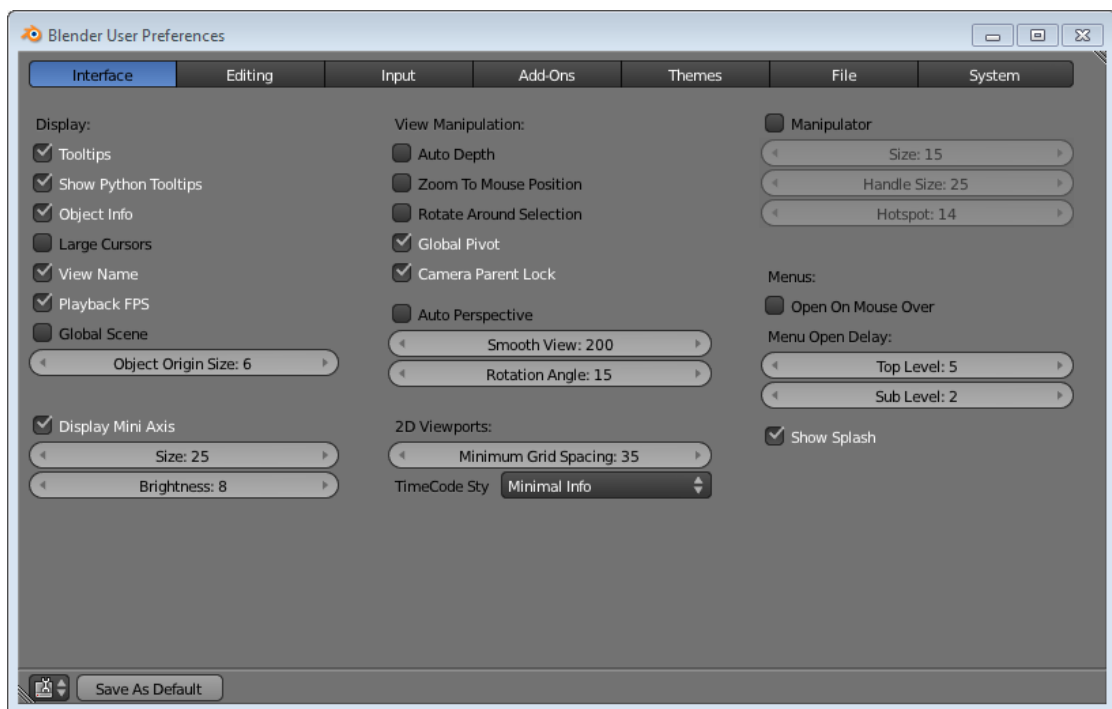 Blender User Preferences
Interface Editing Input Add-Ons Themes File System
Display:
Tooltips
Show Python Tooltips
Object Info
Large Cursors
View Name
Playback FPS
Global Scene
Object Origin Size: 6
Display Mini Axis
Size: 25
Brightness: 8
View Manipulation:
Auto Depth
Zoom To Mouse Position
Rotate Around Selection
Global Pivot
Camera Parent Lock
Auto Perspective
Smooth View: 200
Rotation Angle: 15
2D Viewports:
Minimum Grid Spacing: 35
TimeCode Sty Minimal Info
Manipulator
Size: 15
Handle Size: 25
Hotspot: 14
Menus:
Open On Mouse Over
Menu Open Delay:
Top Level: 5
Sub Level: 2
Show Splash
Save As Default